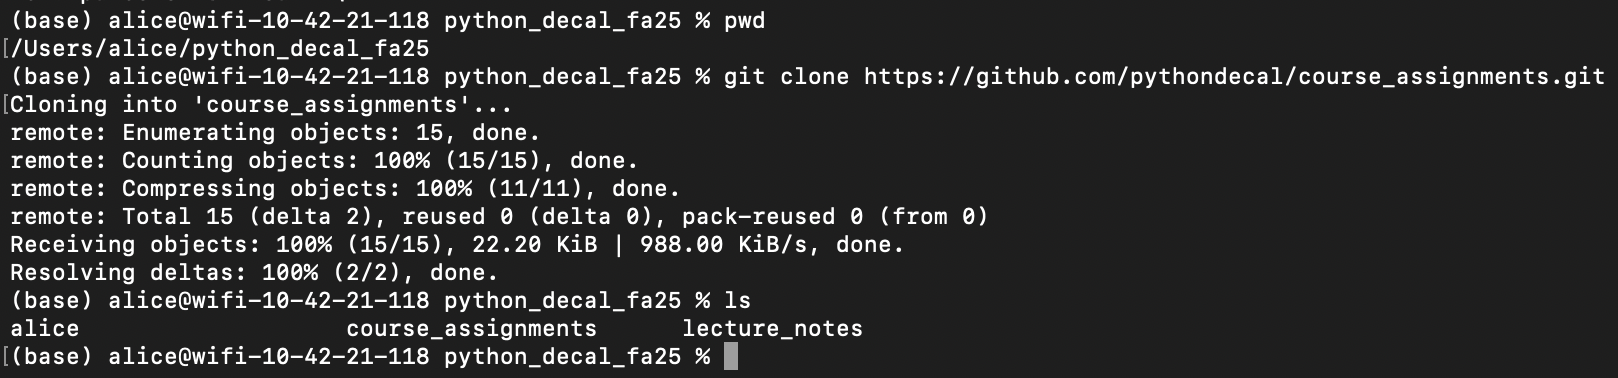 (base) alice@wifi-10-42-21-118 python_decal_fa25 % pwd
[/Users/alice/python_decal_fa25
(base) alice@wifi-10-42-21-118 python_decal_fa25 % git clone https://github.com/pythondecal/course_assignments.git
[Cloning into 'course_assignments'...
remote: Enumerating objects: 15, done.
remote: Counting objects: 100% (15/15), done.
remote: Compressing objects: 100% (11/11), done.
remote: Total 15 (delta 2), reused 0 (delta 0), pack-reused 0 (from 0)
Receiving objects: 100% (15/15), 22.20 KiB | 988.00 KiB/s, done.
Resolving deltas: 100% (2/2), done.
(base) alice@wifi-10-42-21-118 python_decal_fa25 % ls
alice                   course_assignments      lecture_notes
[(base) alice@wifi-10-42-21-118 python_decal_fa25 %